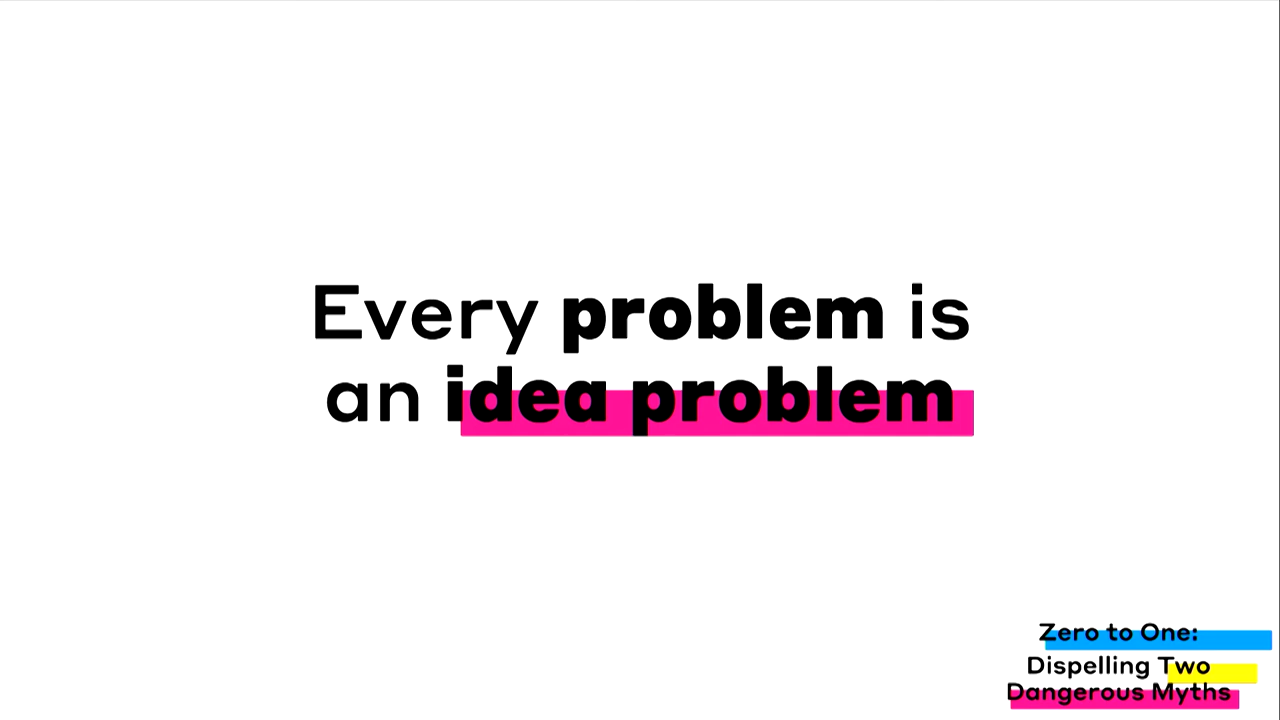 Every problem is
an idea problem
Zero to One:
Dispelling Two
Dangerous Myths